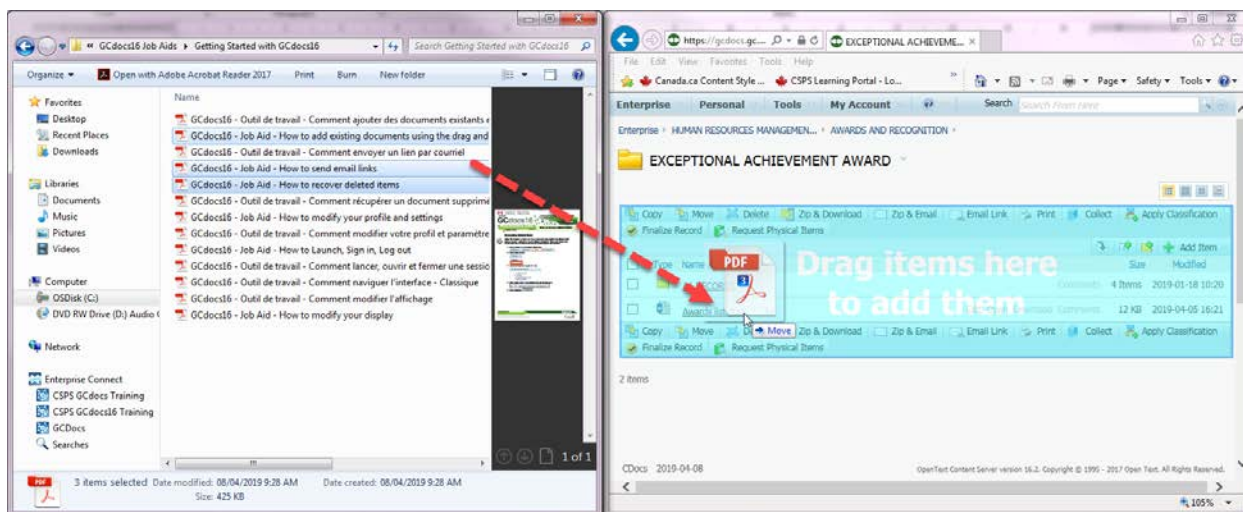 GCdocs16 Job Aids ▸ Getting Started with GCdocs16
Search Getting Started with GCdocs16
Organize
Open with Adobe Acrobat Reader 2017
Print
Burn
New folder
Favorites
Desktop
Recent Places
Downloads
Libraries
Documents
Music
Pictures
Videos
Computer
OSDisk (C:)
DVD RW Drive (D:) Audio
Network
Enterprise Connect
CSPS GCdocs Training
CSPS GCdocs16 Training
GCDocs
Searches
Name
GCdocs16 - Outil de travail - Comment ajouter des documents existants
GCdocs16 - Job Aid - How to add existing documents using the drag and
GCdocs16 - Outil de travail - Comment envoyer un lien par courriel
GCdocs16 - Job Aid - How to send email links
GCdocs16 - Job Aid - How to recover deleted items
GCdocs16 - Outil de travail - Comment récupérer un document supprimé
GCdocs16 - Job Aid - How to modify your profile and settings
GCdocs16 - Outil de travail - Comment modifier votre profil et paramètre
GCdocs16 - Job Aid - How to Launch, Sign in, Log out
GCdocs16 - Outil de travail - Comment lancer, ouvrir et fermer une sessio
GCdocs16 - Outil de travail - Comment naviguer l'interface - Classique
GCdocs16 - Outil de travail - Comment modifier l'affichage
GCdocs16 - Job Aid - How to modify your display
1 of 1
PDF
3 items selected Date modified: 08/04/2019 9:28 AM Date created: 08/04/2019 9:28 AM
Size: 425 KB
https://gcdocs.gc....
EXCEPTIONAL ACHIEVEME...
File Edit View Favorites Tools Help
Canada.ca Content Style ...
CSPS Learning Portal - Lo...
Page Safety Tools
Enterprise Personal Tools My Account
Search
Search From Here
Enterprise › HUMAN RESOURCES MANAGEMEN... › AWARDS AND RECOGNITION ›
EXCEPTIONAL ACHIEVEMENT AWARD
Copy Move Delete Zip & Download Zip & Email Email Link Print Collect Apply Classification
Finalize Record Request Physical Items
Add Item
Type Name Size Modified
PDF
3
Drag items here
to add them
4 Items 2019-01-18 10:20
Awards
Comments 12 KB 2019-04-05 16:21
Move
Copy Move Zip & Download Zip & Email Email Link Print Collect Apply Classification
Finalize Record Request Physical Items
2 items
CDocs 2019-04-08
OpenText Content Server version 16.2. Copyright © 1995 - 2017 Open Text. All Rights Reserved.
105%